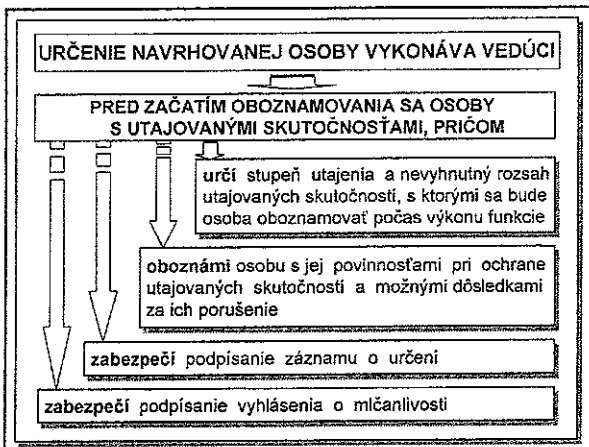 URČENIE NAVRHOVANEJ OSOBY VYKONÁVA VEDÚCI
PRED ZAČATÍM OBOZNAMOVANIA SA OSOBY
S UTAJOVANÝMI SKUTOČNOSŤAMI, PRIČOM
určí stupeň utajenia a nevyhnutný rozsah
utajovaných skutočností, s ktorými sa bude
osoba oboznamovať počas výkonu funkcie
oboznámi osobu s jej povinnosťami pri ochrane
utajovaných skutočností a možnými dôsledkami
za ich porušenie
zabezpečí podpísanie záznamu o určení
zabezpečí podpísanie vyhlásenia o mlčanlivosti